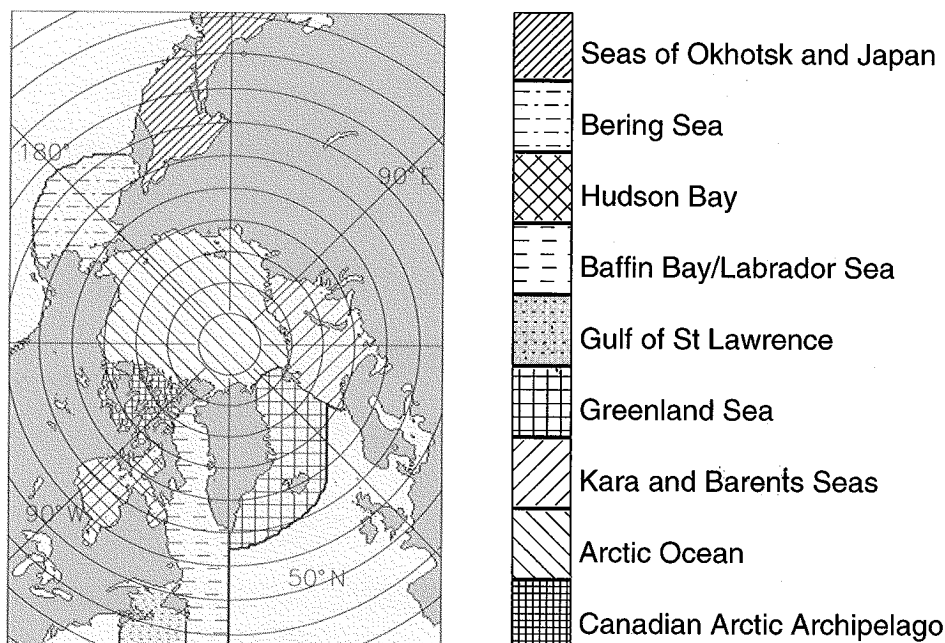 180°
90°E
90°W
50°N
Seas of Okhotsk and Japan
Bering Sea
Hudson Bay
Baffin Bay/Labrador Sea
Gulf of St Lawrence
Greenland Sea
Kara and Barents Seas
Arctic Ocean
Canadian Arctic Archipelago